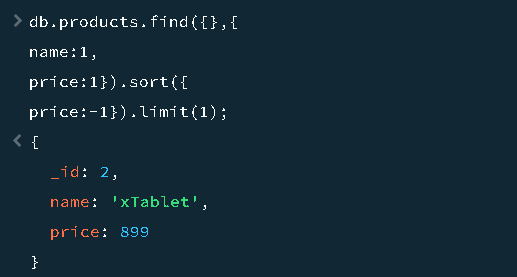 > db.products.find({},{
name:1,
price:1}).sort({
price:-1}).limit(1);
< {
_id: 2,
name: 'xTablet',
price: 899
}